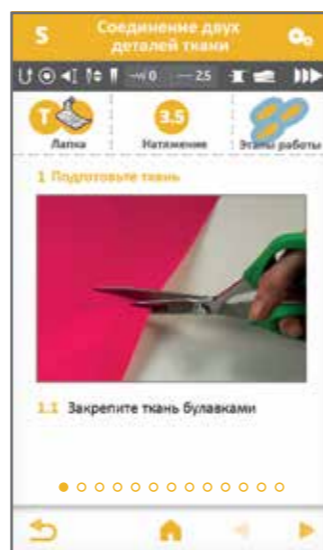 S
Соединение двух
деталей ткани
0
2.5
T
3.5
Лапка
Натяжение
Этапы работы
1 Подготовьте ткань
1.1 Закрепите ткань булавками